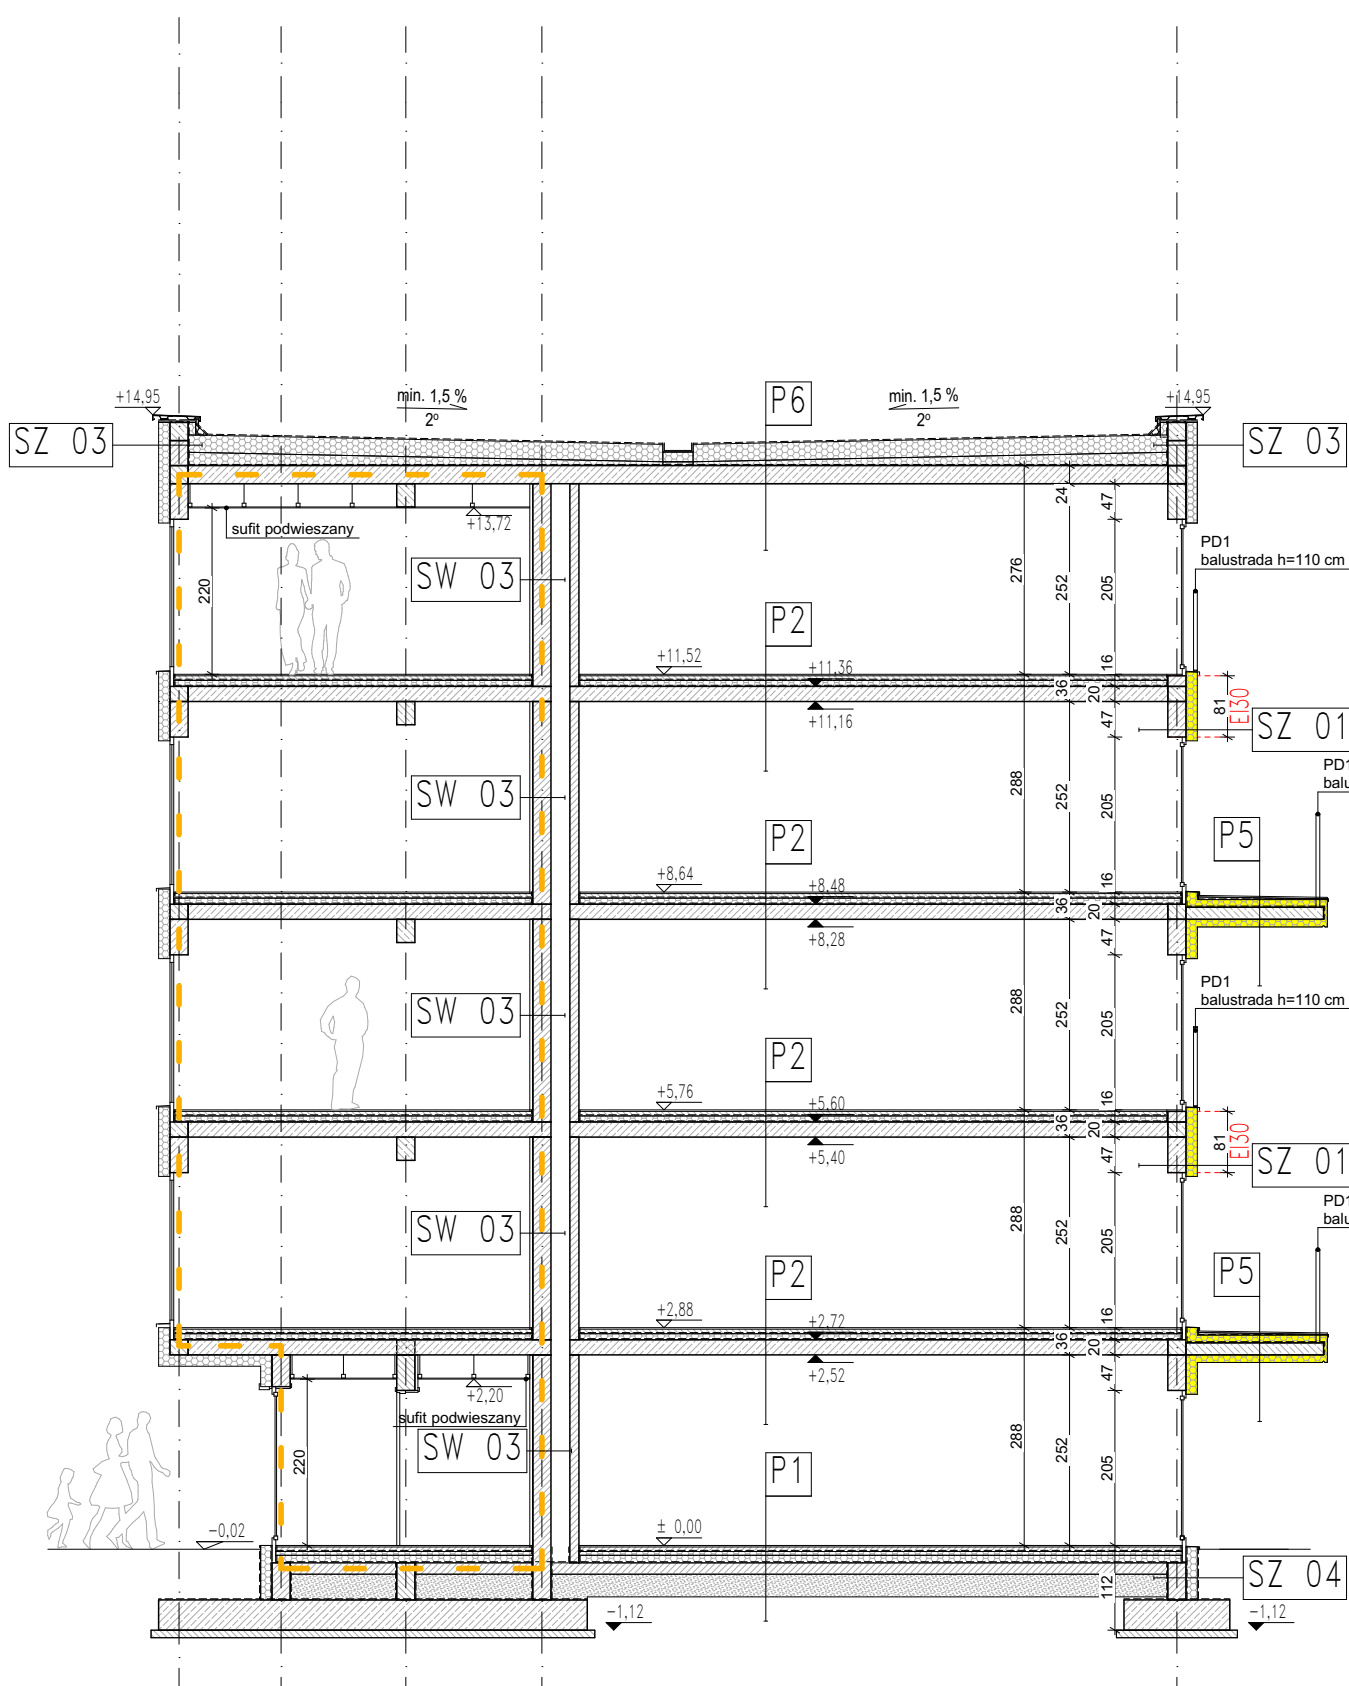 +14,95
min. 1,5 %
2º
P6
min. 1,5 %
2º
+14,95
SZ 03
SZ 03
24
47
+13,72
sufit podwieszany
PD1
balustrada h=110 cm
SW 03
220
276
252
205
P2
+11,52
+11,36
16
36
20
+11,16
47
81
EI30
SZ 01
PD1
balu
SW 03
288
252
205
P2
P5
+8,64
+8,48
16
36
20
+8,28
47
PD1
balustrada h=110 cm
SW 03
288
252
205
P2
+5,76
+5,60
16
36
20
+5,40
47
81
EI30
SZ 01
PD1
balu
SW 03
288
252
205
P2
P5
+2,88
+2,72
16
36
20
+2,52
47
+2,20
sufit podwieszany
SW 03
220
288
252
205
P1
-0,02
± 0,00
112
SZ 04
-1,12
-1,12